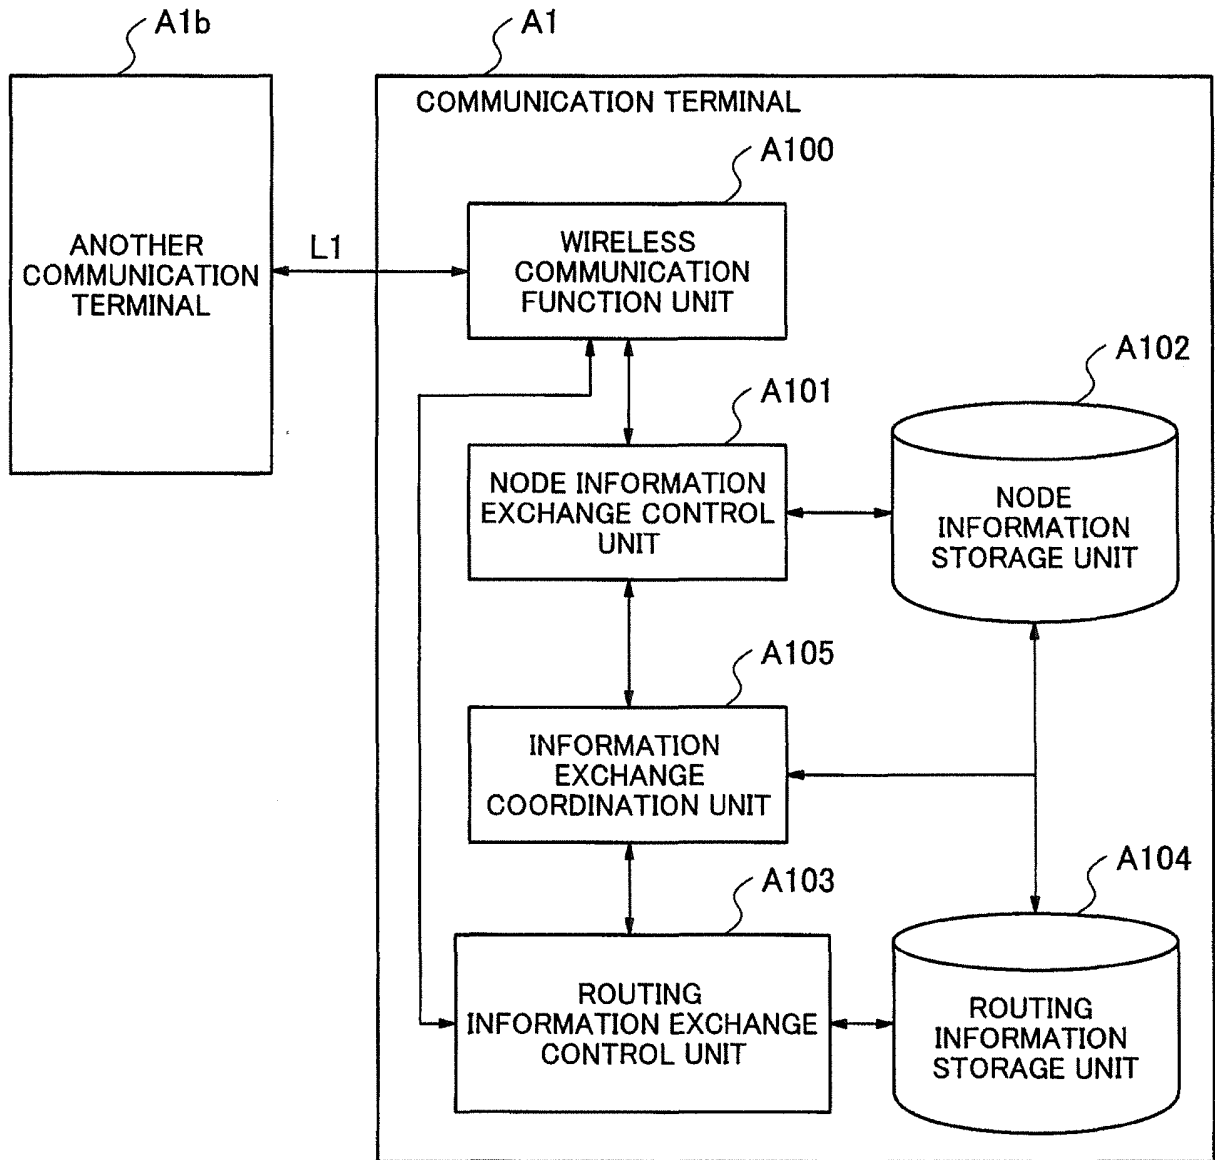 A1b
A1
COMMUNICATION TERMINAL
A100
WIRELESS
COMMUNICATION
FUNCTION UNIT
ANOTHER
COMMUNICATION
TERMINAL
L1
A102
A101
NODE INFORMATION
EXCHANGE CONTROL
UNIT
NODE
INFORMATION
STORAGE UNIT
A105
INFORMATION
EXCHANGE
COORDINATION UNIT
A104
A103
ROUTING
INFORMATION EXCHANGE
CONTROL UNIT
ROUTING
INFORMATION
STORAGE UNIT